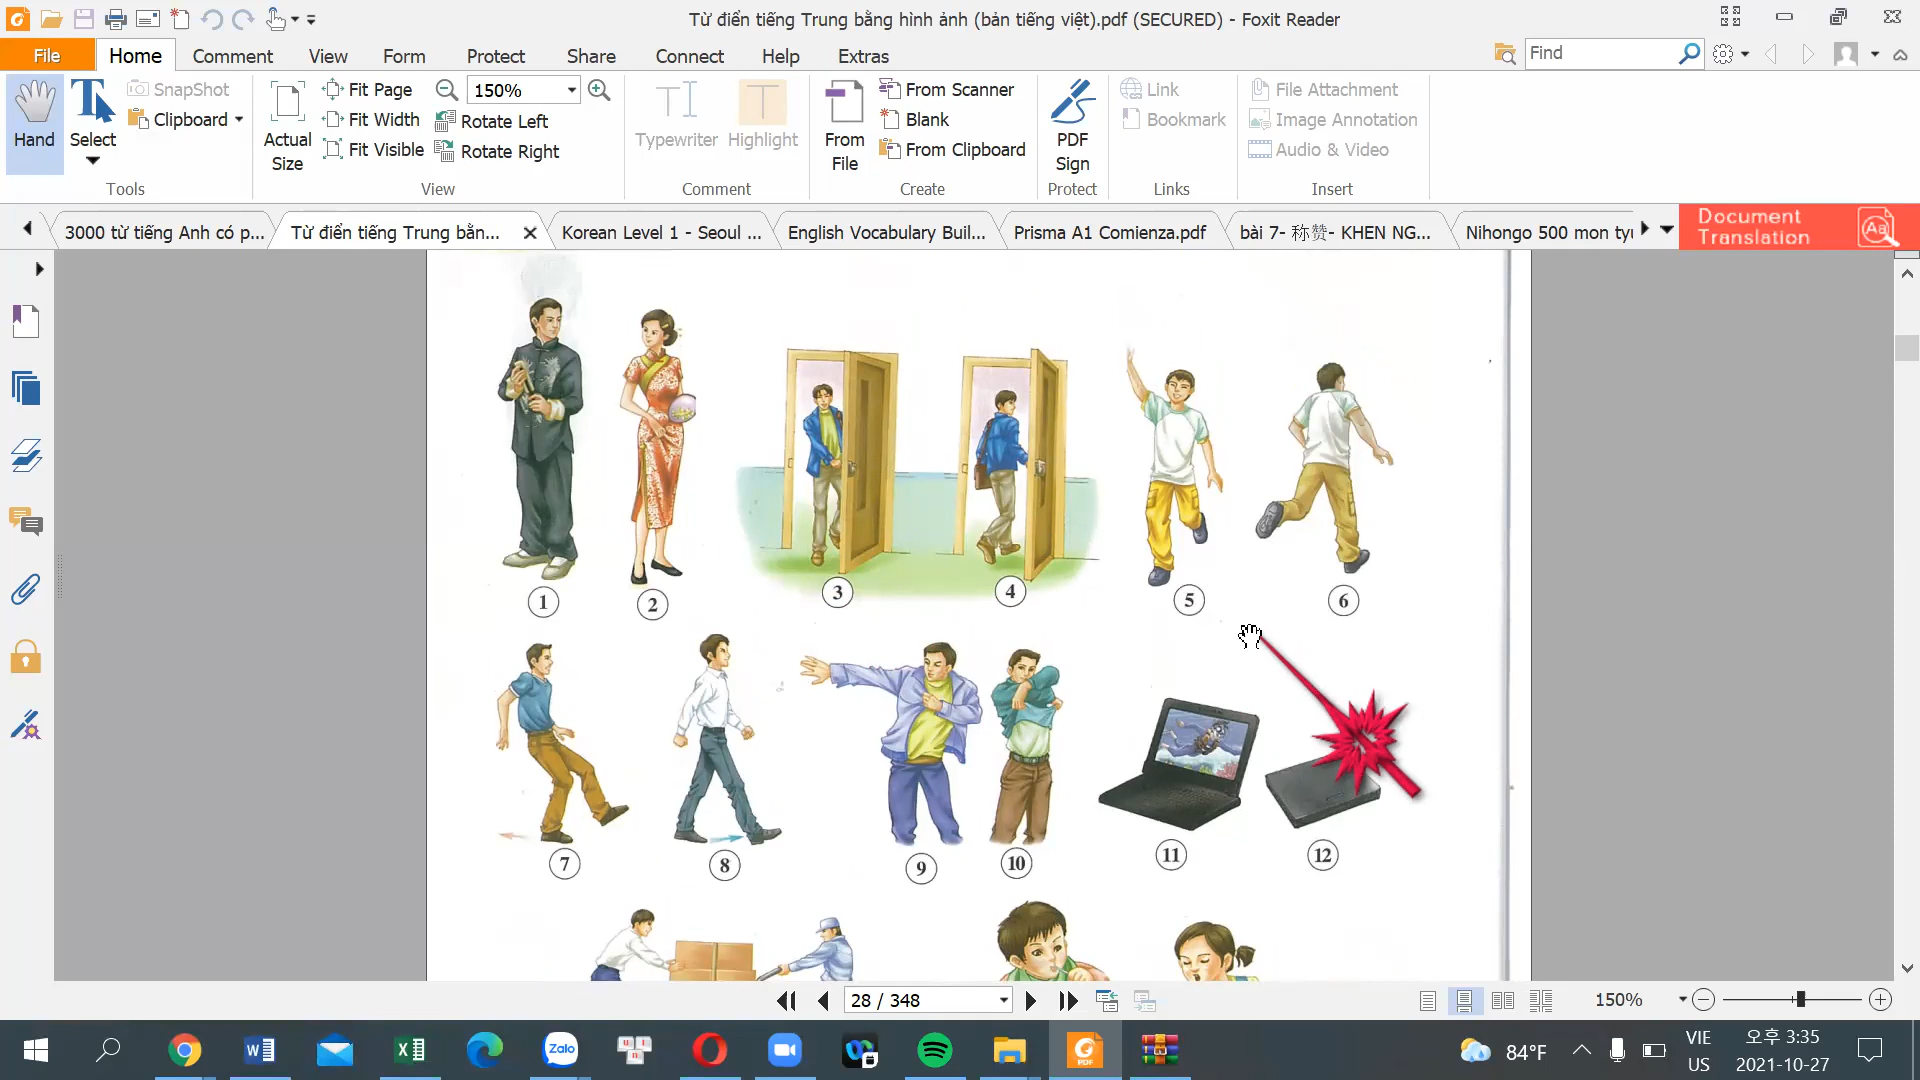 Từ điển tiếng Trung bằng hình ảnh (bản tiếng việt).pdf (SECURED) - Foxit Reader
File Home Comment View Form Protect Share Connect Help Extras Find
Hand
Select
SnapShot
Clipboard
Tools
Actual Size
Fit Page
Fit Width
Fit Visible
150%
Rotate Left
Rotate Right
View
Typewriter
Highlight
Comment
From File
From Scanner
Blank
From Clipboard
Create
PDF Sign
Protect
Link
Bookmark
Links
File Attachment
Image Annotation
Audio & Video
Insert
3000 từ tiếng Anh có p... Từ điển tiếng Trung bằn... Korean Level 1 - Seoul ... English Vocabulary Buil... Prisma A1 Comienza.pdf bài 7- 称赞- KHEN NG... Nihongo 500 mon tyu
Document
Translation
Aa
1 2 3 4 5 6
7 8 9 10 11 12
28 / 348
150%
Zalo
84°F
VIE
US
오후 3:35
2021-10-27